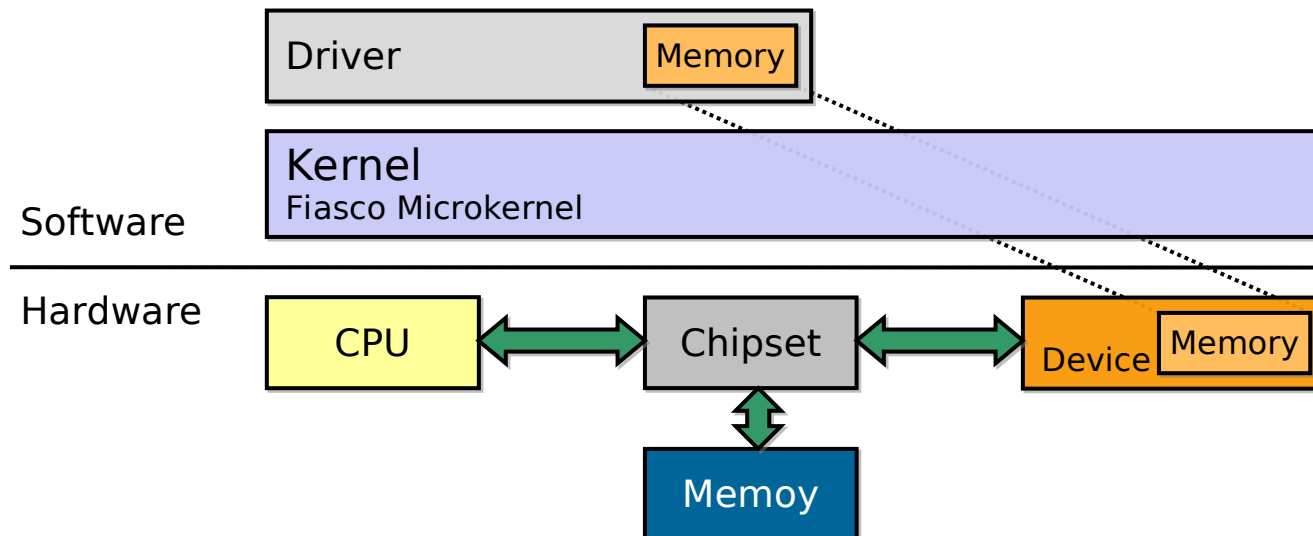 Driver
Memory
Kernel
Fiasco Microkernel
Software
Hardware
CPU
Chipset
Device
Memory
Memoy